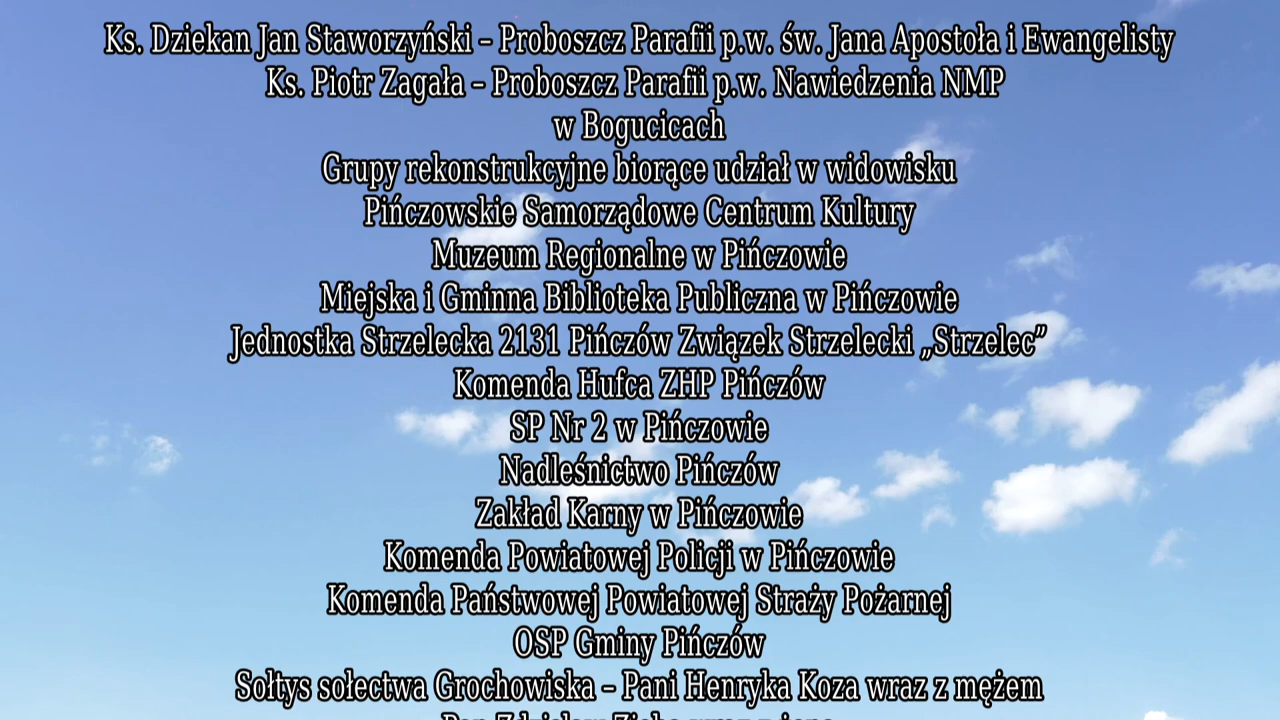 Ks. Dziekan Jan Staworzyński – Proboszcz Parafii p.w. św. Jana Apostoła i Ewangelisty
Ks. Piotr Zagała – Proboszcz Parafii p.w. Nawiedzenia NMP
w Bogucicach
Grupy rekonstrukcyjne biorące udział w widowisku
Pińczowskie Samorządowe Centrum Kultury
Muzeum Regionalne w Pińczowie
Miejska i Gminna Biblioteka Publiczna w Pińczowie
Jednostka Strzelecka 2131 Pińczów Związek Strzelecki „Strzelec”
Komenda Hufca ZHP Pińczów
SP Nr 2 w Pińczowie
Nadleśnictwo Pińczów
Zakład Karny w Pińczowie
Komenda Powiatowej Policji w Pińczowie
Komenda Państwowej Powiatowej Straży Pożarnej
OSP Gminy Pińczów
Sołtys sołectwa Grochowiska – Pani Henryka Koza wraz z mężem
Pan Zdzisław